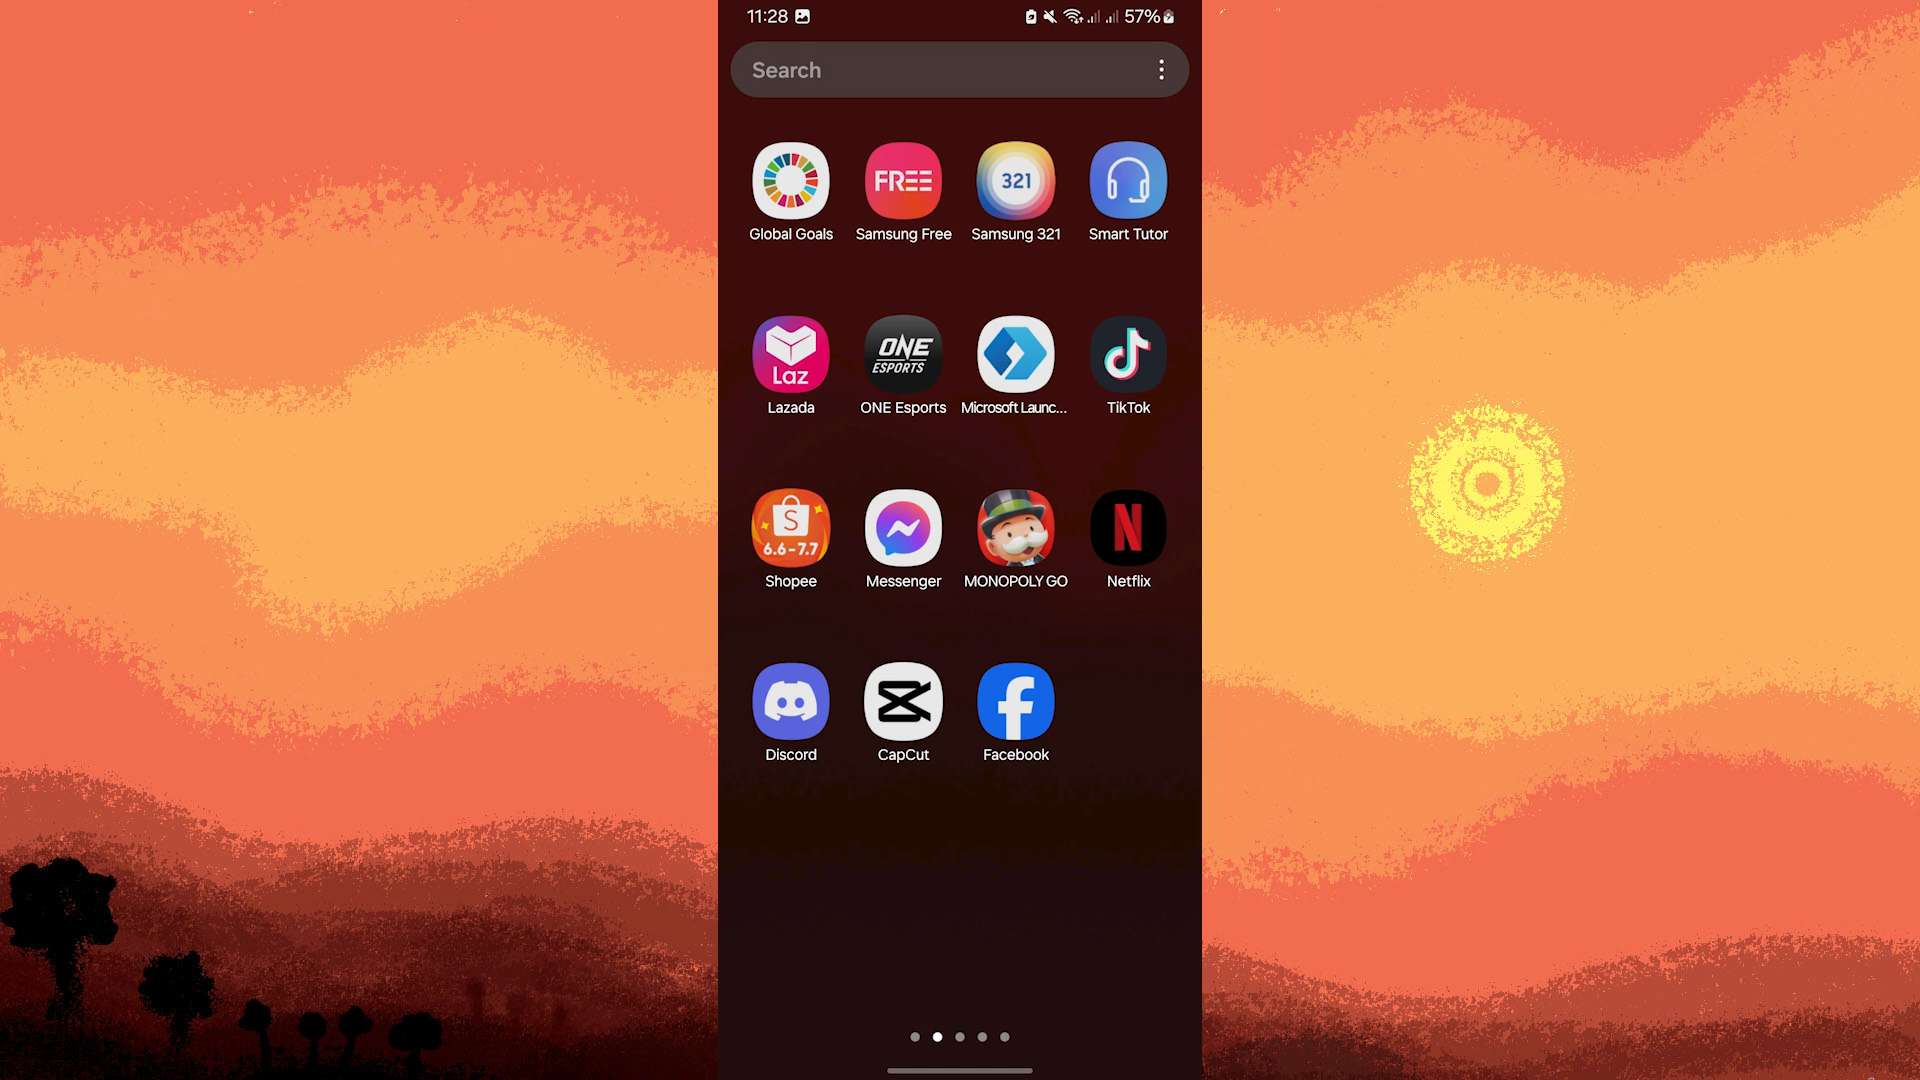 11:28 57%
Search
FREE 321
Global Goals Samsung Free Samsung 321 Smart Tutor
Laz ONE ESPORTS
Lazada ONE Esports Microsoft Launc... TikTok
S 6.6-7.7 N
Shopee Messenger MONOPOLY GO Netflix
Discord CapCut Facebook